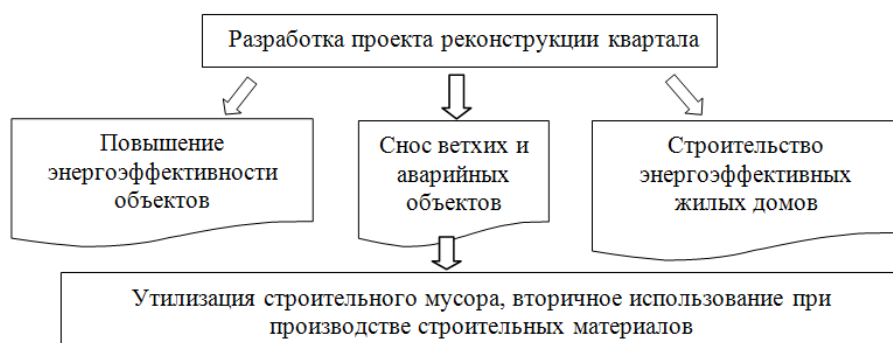 Разработка проекта реконструкции квартала
Повышение
энергоэффективности
объектов
Снос ветхих и
аварийных
объектов
Строительство
энергоэффективных
жилых домов
Утилизация строительного мусора, вторичное использование при
производстве строительных материалов